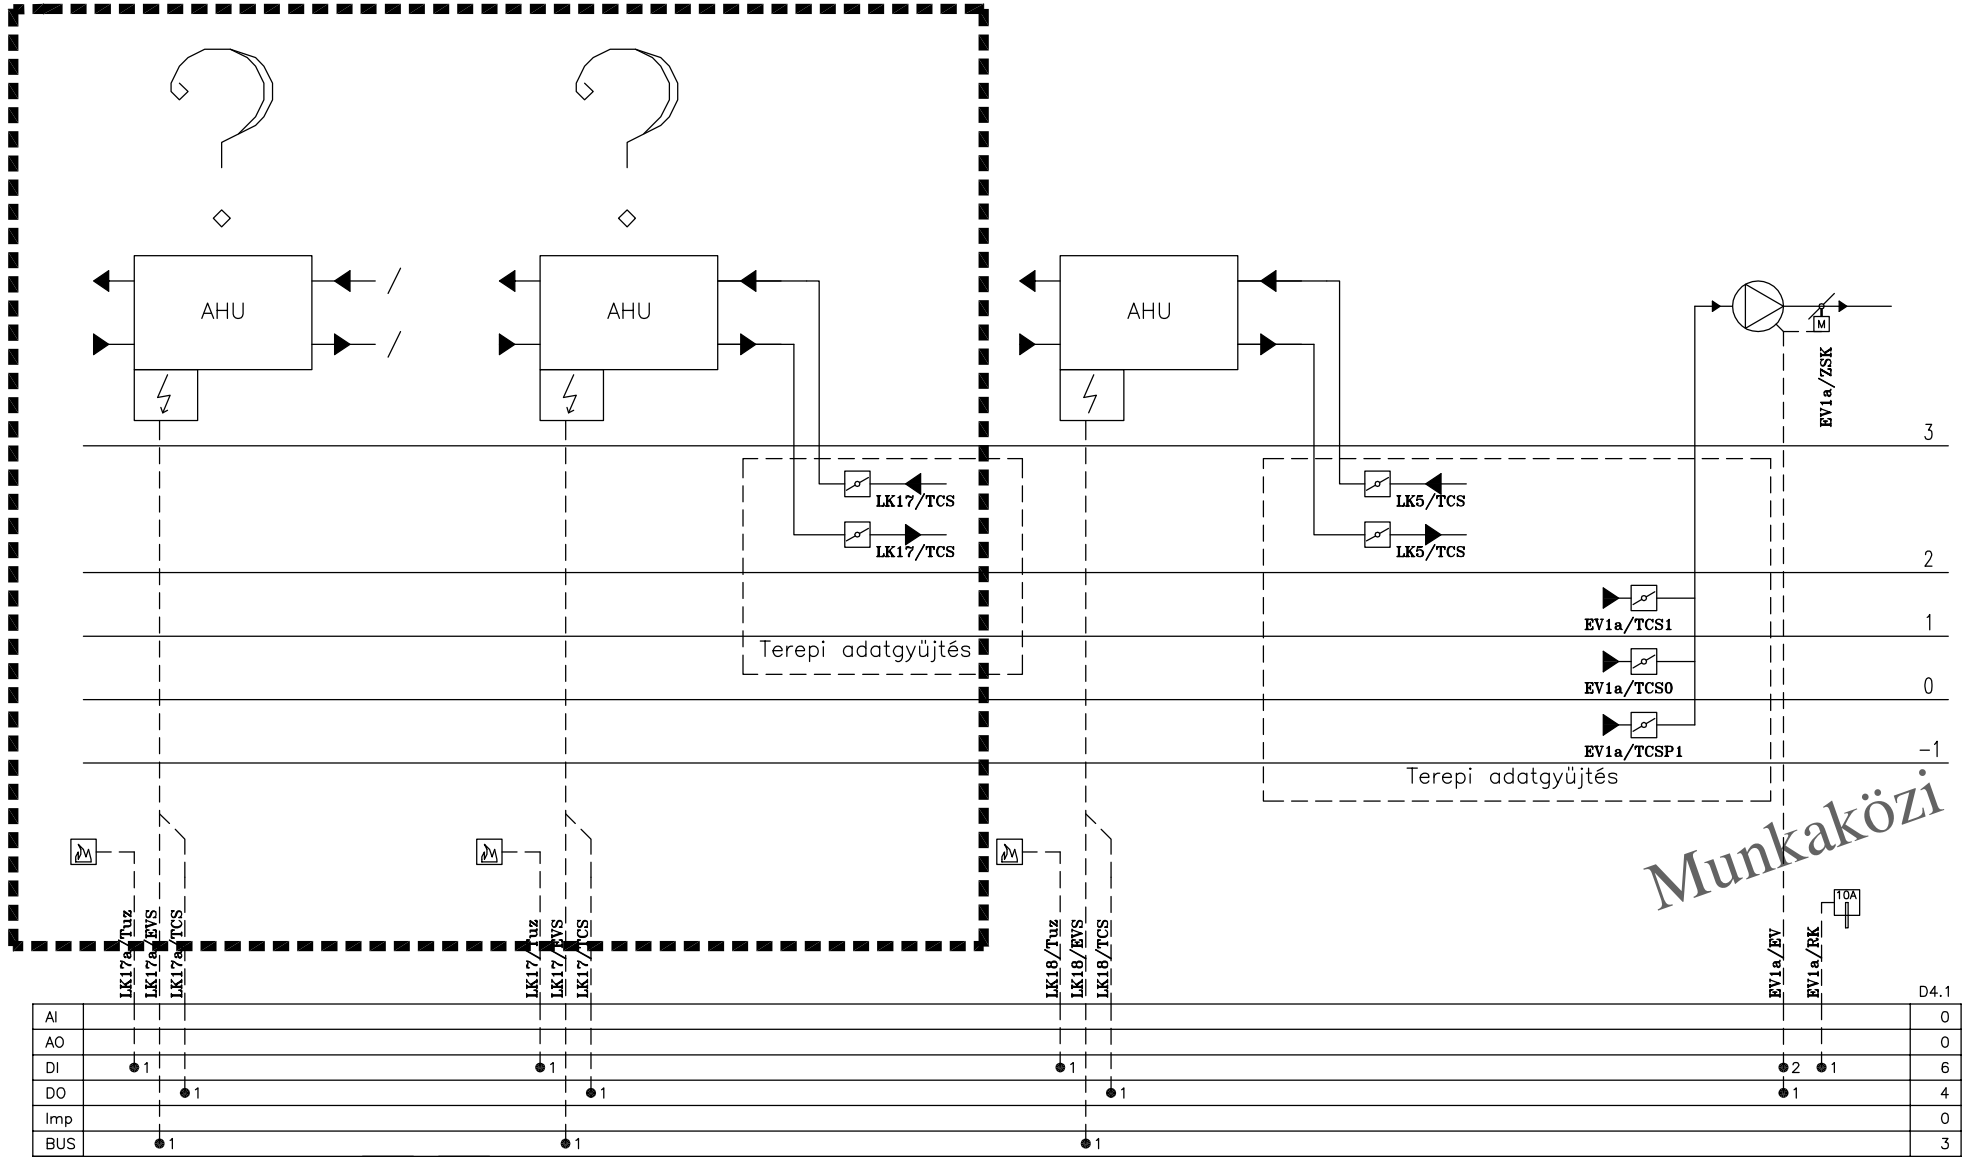 AHU
AHU
AHU
M
EV1a/ZSK
3
LK17/TCS
LK5/TCS
LK17/TCS
LK5/TCS
2
EV1a/TCS1
1
Terepi adatgyüjtés
EV1a/TCS0
0
EV1a/TCSP1
-1
Terepi adatgyüjtés
Munkaközi
10A
LK17a/Tuz
LK17a/EVS
LK17a/TCS
LK17/Tuz
LK17/EVS
LK17/TCS
LK18/Tuz
LK18/EVS
LK18/TCS
EV1a/EV
EV1a/RK
D4.1
AI 0
AO 0
DI 1 1 1 2 1 6
DO 1 1 1 1 4
Imp 0
BUS 1 1 1 3